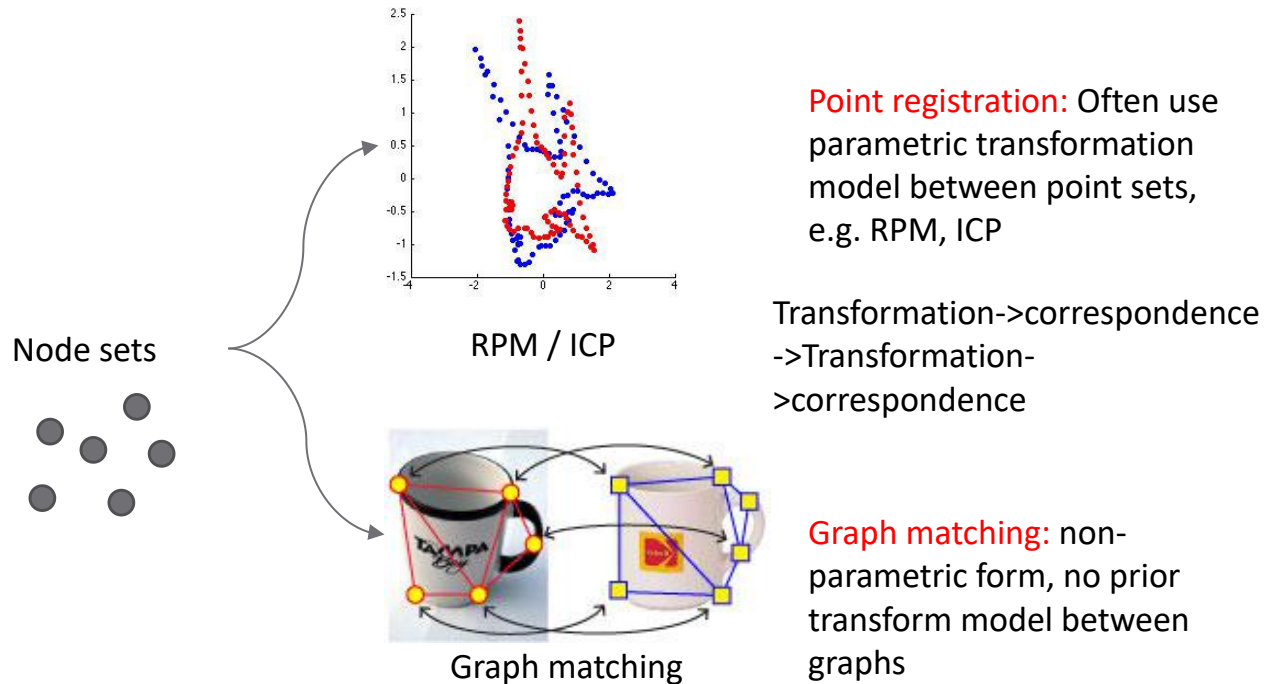 2.5
2
1.5
1
0.5
0
-0.5
-1
-1.5
-4
-2
0
2
4
RPM / ICP
Point registration: Often use
parametric transformation
model between point sets,
e.g. RPM, ICP
Transformation->correspondence
->Transformation-
>correspondence
Node sets
TAMPA
Bay
Graph matching: non-
parametric form, no prior
transform model between
graphs
Graph matching